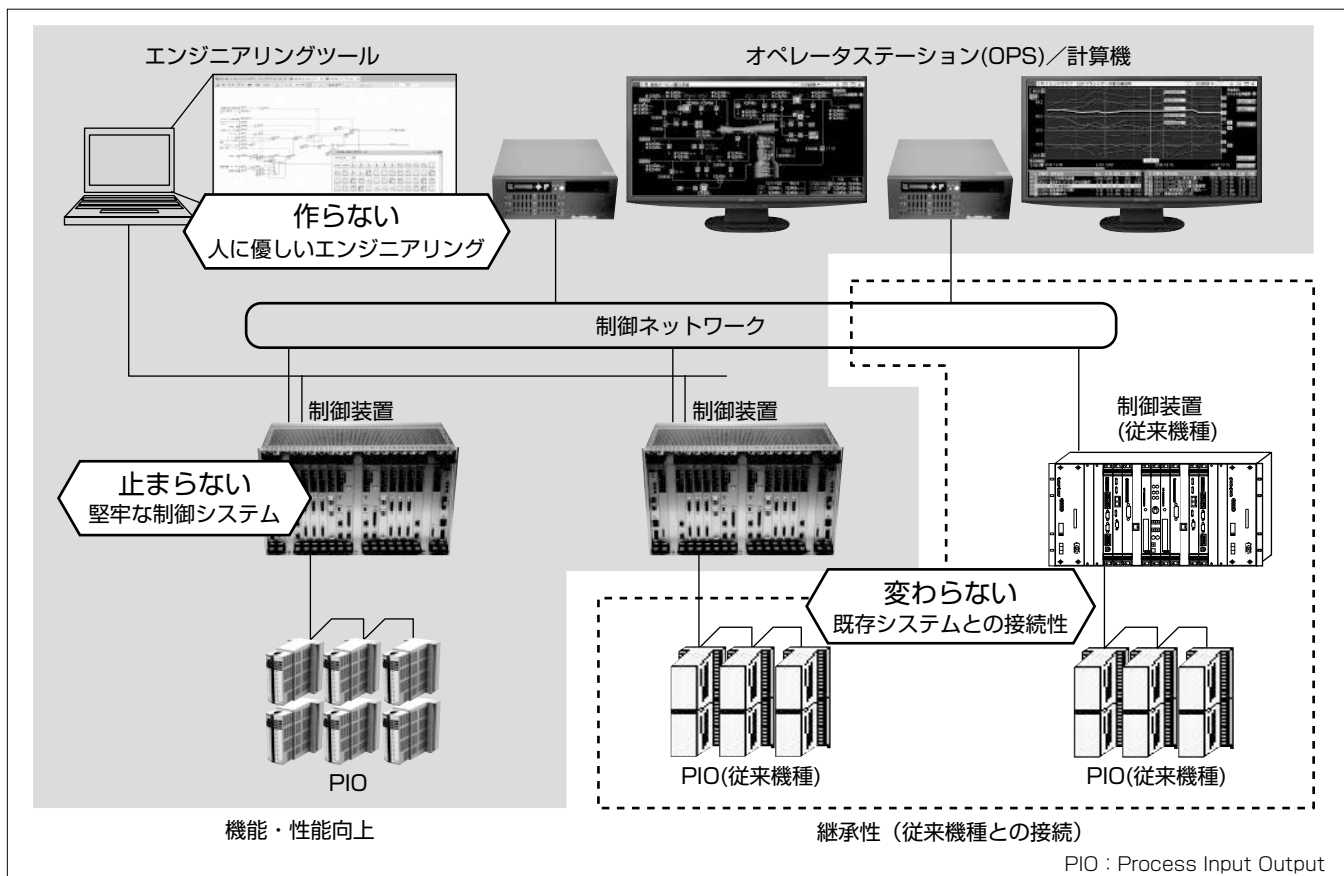 エンジニアリングツール
オペレータステーション(OPS)／計算機
作らない
人に優しいエンジニアリング
制御ネットワーク
制御装置
制御装置
制御装置
(従来機種)
止まらない
堅牢な制御システム
変わらない
既存システムとの接続性
PIO
PIO(従来機種)
PIO(従来機種)
機能・性能向上
継承性（従来機種との接続）
PIO：Process Input Output